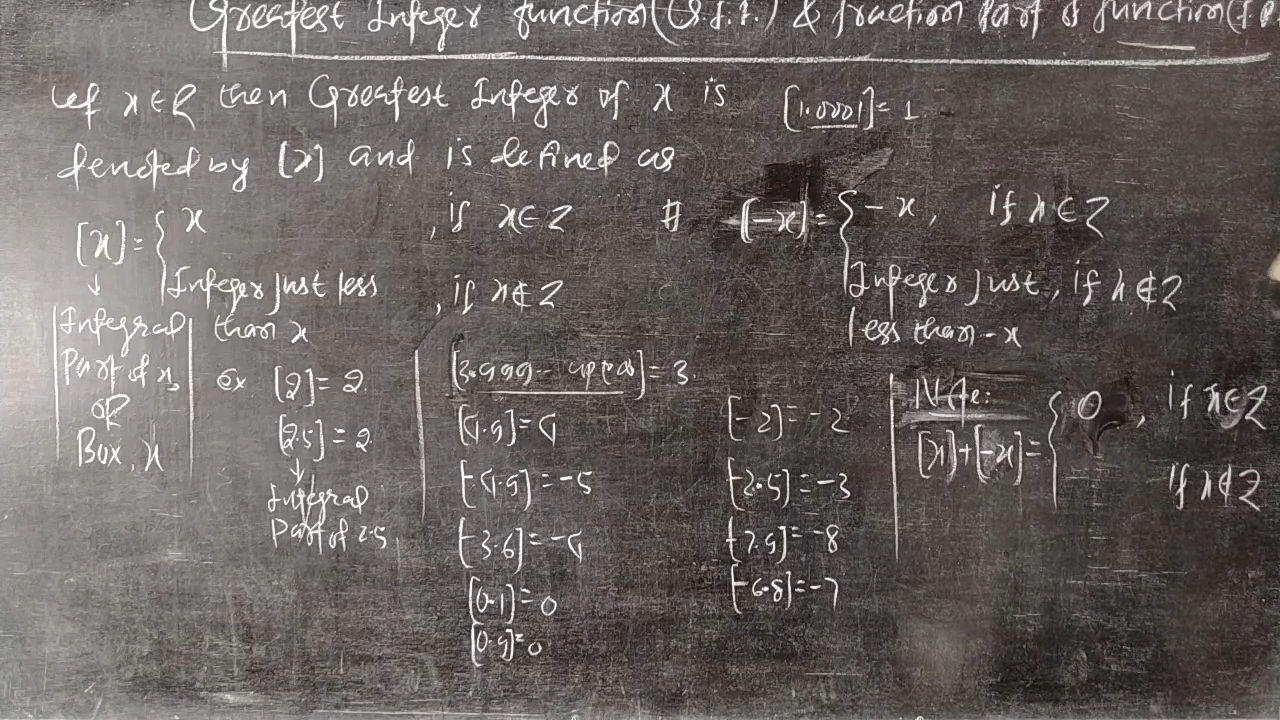 Greatest Integer function(G.I.F.) & fraction Part of function(F.P
Let x∈R then Greatest Integer of x is
denoted by [x] and is defined as
[1.0001]=1
[x]={ x , if x∈Z
Integer just less , if x∉Z
than x
↓
Integral
Part of x,
or
Box, x
ex [2]=2
[2.5]=2
↓
Integral
Part of 2.5,
[3.999-- upto ∞]=3
[4.9]=4
[-4.9]=-5
[-3.6]=-4
[0.1]=0
[0.9]=0
# [-x]={ -x, if x∈Z
Integer just, if x∉Z
less than -x
[-2]=-2
[-2.5]=-3
[-7.9]=-8
[-6.8]=-7
Note:
[x]+[-x]={ 0 , if x∈Z
if x∉Z